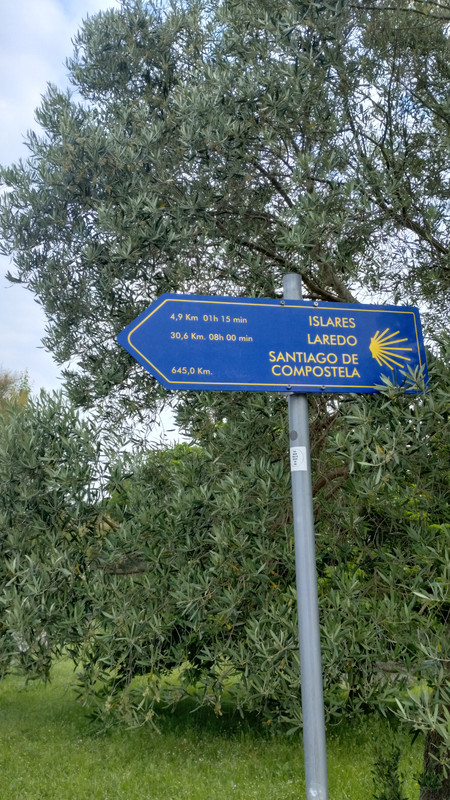 4,9 Km 01h 15 min ISLARES
30,6 Km. 08h 00 min LAREDO
645,0 Km. SANTIAGO DE
COMPOSTELA